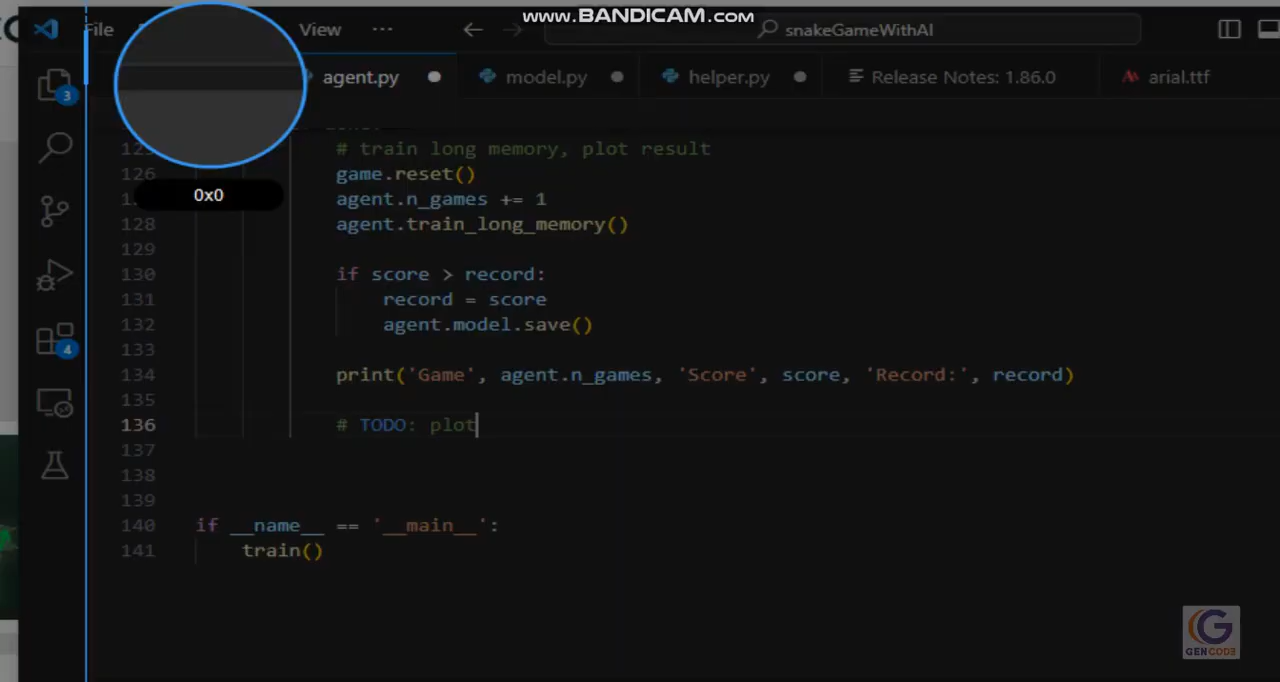 www.BANDICAM.com
File View ··· snakeGameWithAI
agent.py model.py helper.py Release Notes: 1.86.0 arial.ttf
3
# train long memory, plot result
126 game.reset()
0x0
agent.n_games += 1
128 agent.train_long_memory()
129
130 if score > record:
131 record = score
132 agent.model.save()
4
133
134 print('Game', agent.n_games, 'Score', score, 'Record:', record)
135
136 # TODO: plot
137
138
139
140 if __name__ == '__main__':
141 train()
G
GENCODE